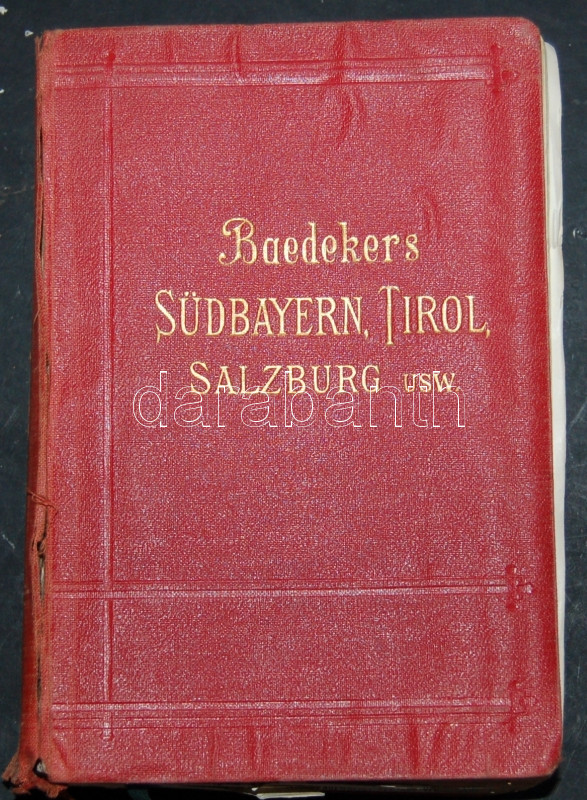 Baedekers
SÜDBAYERN, TIROL,
SALZBURG USW.
darabanth